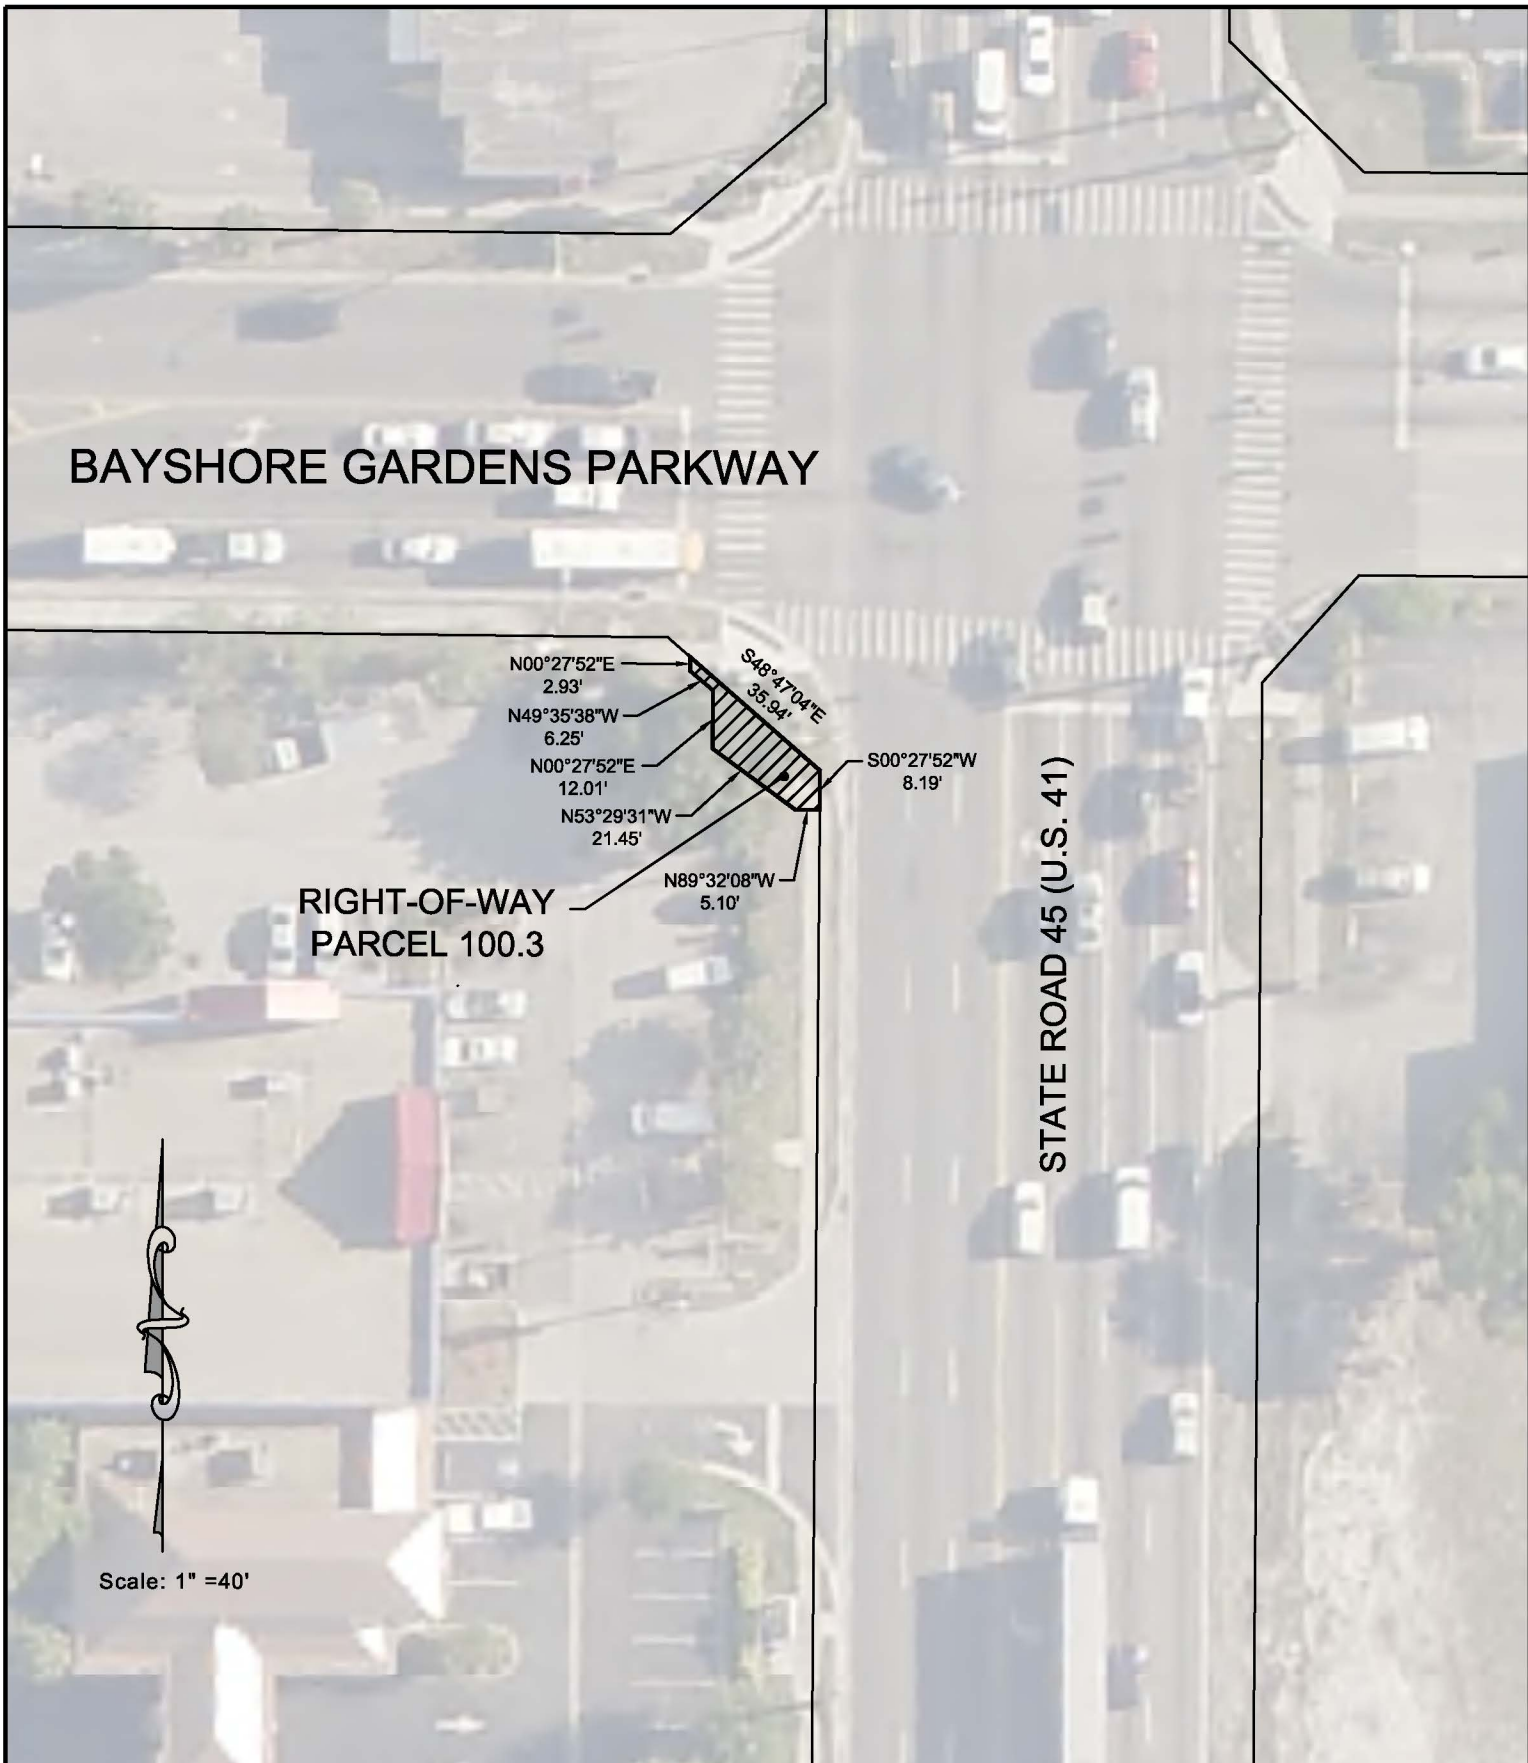 BAYSHORE GARDENS PARKWAY
N00°27'52"E
2.93'
N49°35'38"W
6.25'
N00°27'52"E
12.01'
N53°29'31"W
21.45'
S48°47'04"E
35.94'
S00°27'52"W
8.19'
N89°32'08"W
5.10'
RIGHT-OF-WAY
PARCEL 100.3
STATE ROAD 45 (U.S. 41)
Scale: 1" =40'